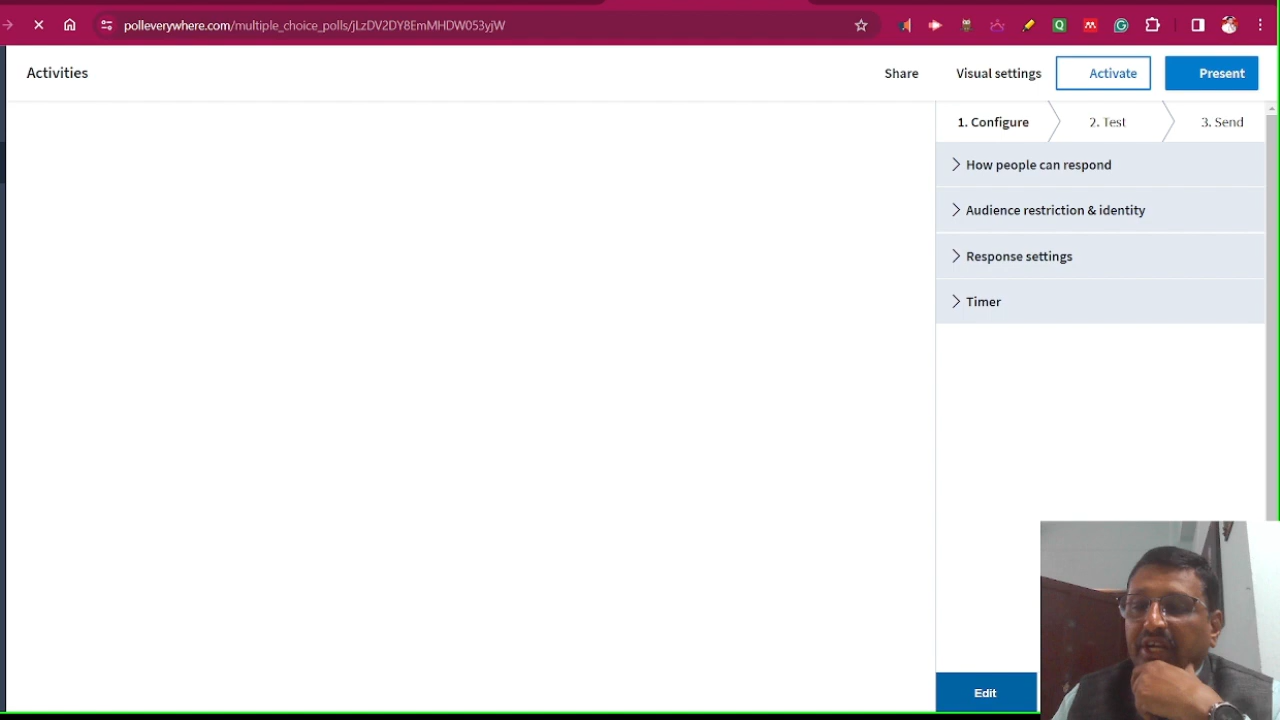 polleverywhere.com/multiple_choice_polls/jLzDV2DY8EmMHDW053yjW
Activities
Share
Visual settings
Activate
Present
1. Configure
2. Test
3. Send
How people can respond
Audience restriction & identity
Response settings
Timer
Edit